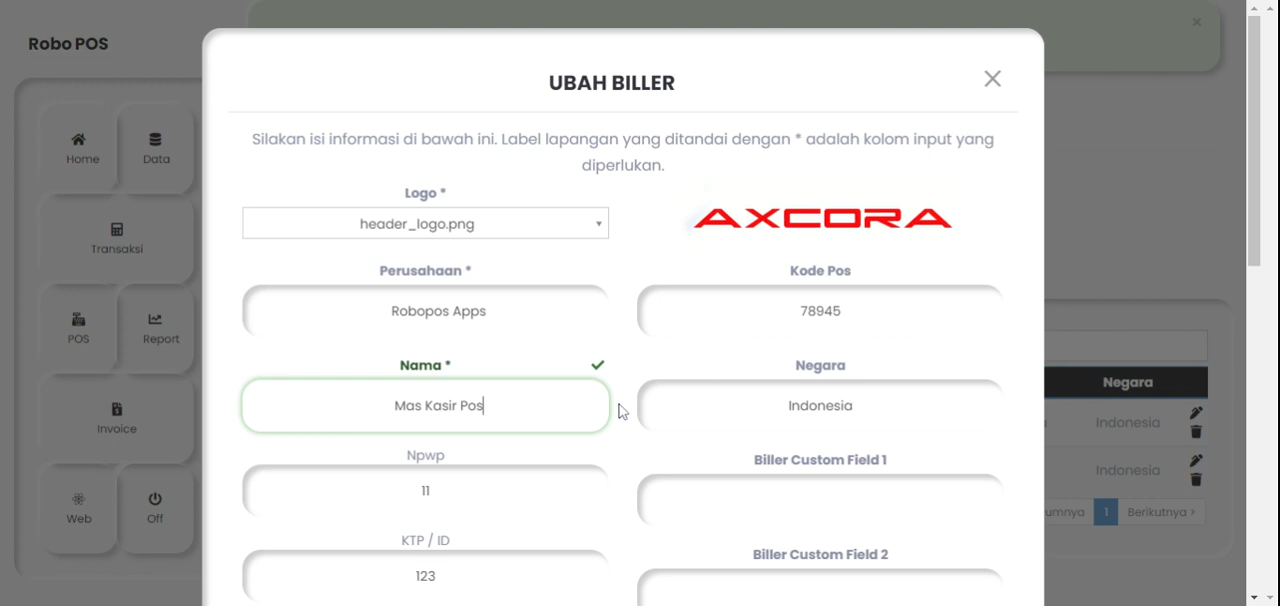 Robo POS
Home
Data
Transaksi
POS
Report
Invoice
Web
Off
UBAH BILLER
Silakan isi informasi di bawah ini. Label lapangan yang ditandai dengan * adalah kolom input yang
diperlukan.
Logo *
header_logo.png
AXCORA
Perusahaan *
Robopos Apps
Kode Pos
78945
Nama *
Mas Kasir Pos
Negara
Indonesia
Npwp
11
Biller Custom Field 1
KTP / ID
123
Biller Custom Field 2
Negara
Indonesia
Indonesia
umnya
1
Berikutnya >